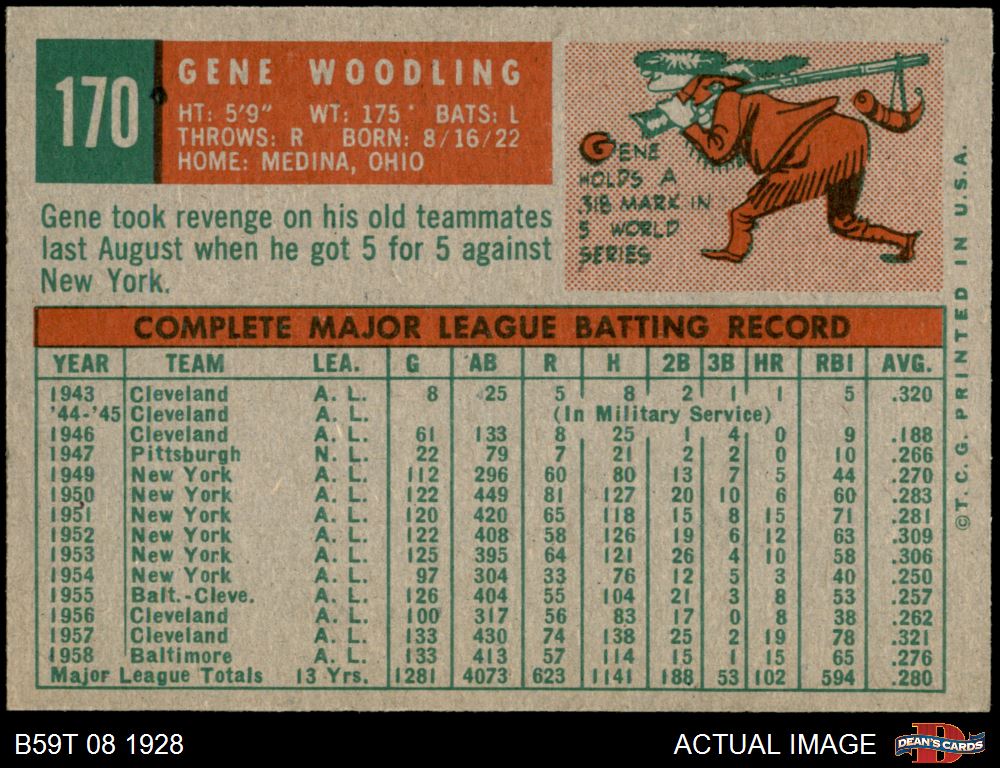 170
GENE WOODLING
HT: 5'9" WT: 175 BATS: L
THROWS: R BORN: 8/16/22
HOME: MEDINA, OHIO
GENE
HOLDS A
318 MARK IN
5 WORLD
SERIES
Gene took revenge on his old teammates
last August when he got 5 for 5 against
New York.
COMPLETE MAJOR LEAGUE BATTING RECORD
YEAR TEAM LEA. G AB R H 2B 3B HR RBI AVG.
1943 Cleveland A. L. 8 25 5 8 2 1 1 5 .320
'44-'45 Cleveland A. L. (In Military Service)
1946 Cleveland A. L. 61 133 8 25 1 4 0 9 .188
1947 Pittsburgh N. L. 22 79 7 21 2 2 0 10 .266
1949 New York A. L. 112 296 60 80 13 7 5 44 .270
1950 New York A. L. 122 449 81 127 20 10 6 60 .283
1951 New York A. L. 120 420 65 118 15 8 15 71 .281
1952 New York A. L. 122 408 58 126 19 6 12 63 .309
1953 New York A. L. 125 395 64 121 26 4 10 58 .306
1954 New York A. L. 97 304 33 76 12 5 3 40 .250
1955 Balt.-Cleve. A. L. 126 404 55 104 21 3 8 53 .257
1956 Cleveland A. L. 100 317 56 83 17 0 8 38 .262
1957 Cleveland A. L. 133 430 74 138 25 2 19 78 .321
1958 Baltimore A. L. 133 413 57 114 15 1 15 65 .276
Major League Totals 13 Yrs. 1281 4073 623 1141 188 53 102 594 .280
©T. C. G. PRINTED IN U.S.A.
B59T 08 1928
ACTUAL IMAGE
D
DEAN'S CARDS